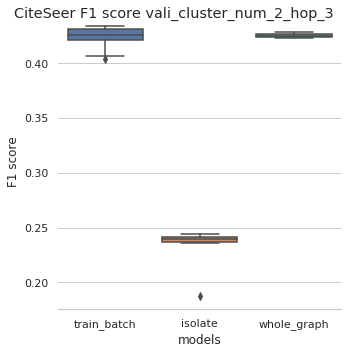 CiteSeer F1 score vali_cluster_num_2_hop_3
0.40
0.35
0.30
0.25
0.20
F1 score
train_batch isolate whole_graph
models